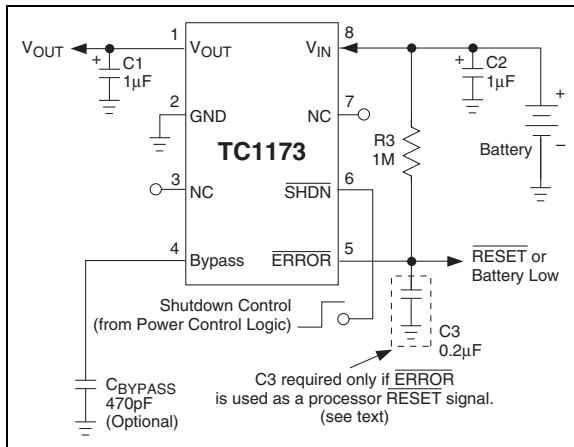 1
8
VOUT
VOUT
VIN
+
C1
1µF
+
C2
1µF
2
GND
7
NC
+
–
Battery
TC1173
R3
1M
3
NC
6
SHDN
4
Bypass
ERROR
5
RESET or
Battery Low
Shutdown Control
(from Power Control Logic)
C3
0.2µF
CBYPASS
470pF
(Optional)
C3 required only if ERROR
is used as a processor RESET signal.
(see text)